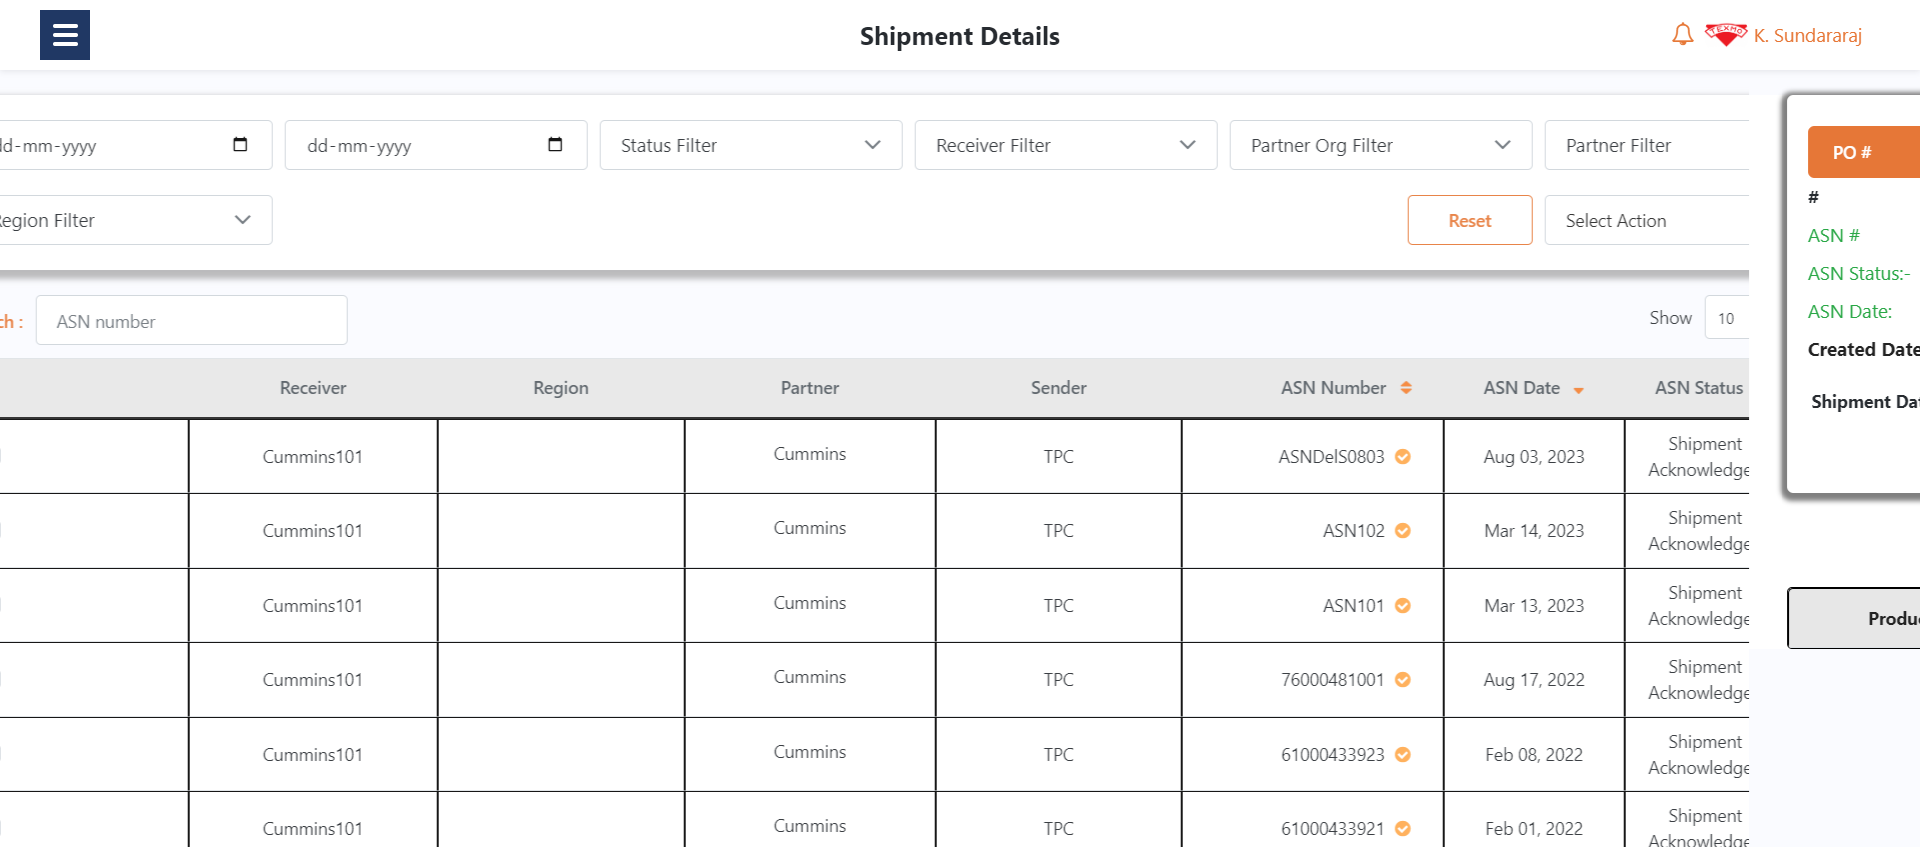 Shipment Details
TEXMO
K. Sundararaj
dd-mm-yyyy
dd-mm-yyyy
Status Filter
Receiver Filter
Partner Org Filter
Partner Filter
Region Filter
Reset
Select Action
ch :
ASN number
Show
10
Receiver
Region
Partner
Sender
ASN Number
ASN Date
ASN Status
Cummins101
Cummins
TPC
ASNDelS0803
Aug 03, 2023
Shipment
Acknowledge
Cummins101
Cummins
TPC
ASN102
Mar 14, 2023
Shipment
Acknowledge
Cummins101
Cummins
TPC
ASN101
Mar 13, 2023
Shipment
Acknowledge
Cummins101
Cummins
TPC
76000481001
Aug 17, 2022
Shipment
Acknowledge
Cummins101
Cummins
TPC
61000433923
Feb 08, 2022
Shipment
Acknowledge
Cummins101
Cummins
TPC
61000433921
Feb 01, 2022
Shipment
Acknowledge
PO #
#
ASN #
ASN Status:-
ASN Date:
Created Date
Shipment Dat
Produc